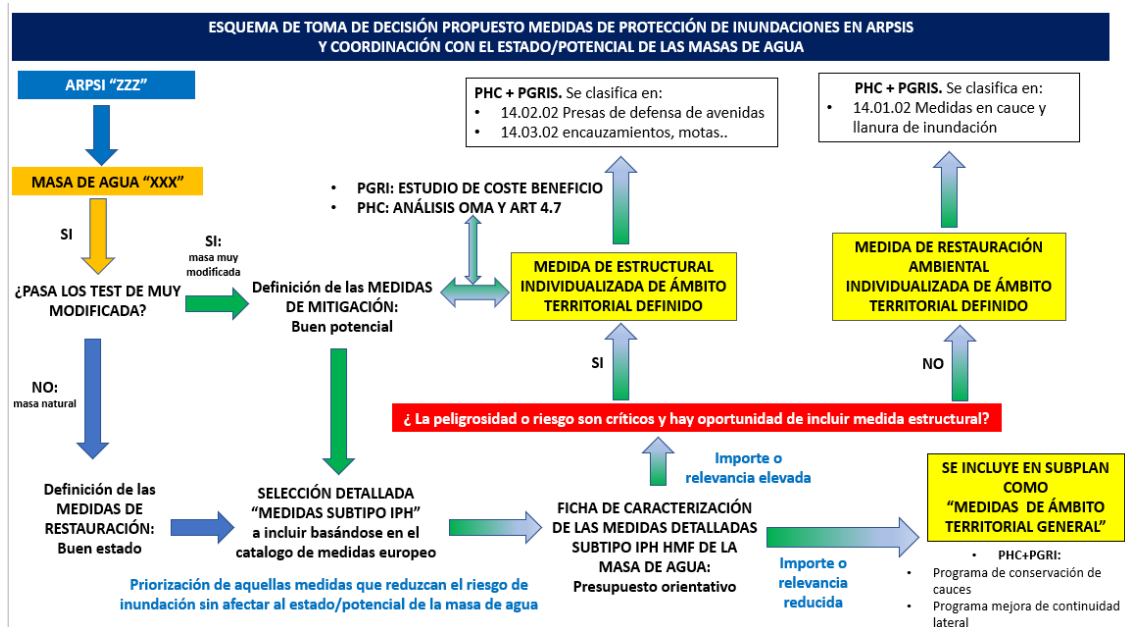 ESQUEMA DE TOMA DE DECISIÓN PROPUESTO MEDIDAS DE PROTECCIÓN DE INUNDACIONES EN ARPSIS
Y COORDINACIÓN CON EL ESTADO/POTENCIAL DE LAS MASAS DE AGUA
ARPSI “ZZZ”
MASA DE AGUA “XXX”
SI
¿PASA LOS TEST DE MUY
MODIFICADA?
SI:
masa muy
modificada
NO:
masa natural
Definición de las
MEDIDAS DE
RESTAURACIÓN:
Buen estado
Definición de las MEDIDAS
DE MITIGACIÓN:
Buen potencial
• PGRI: ESTUDIO DE COSTE BENEFICIO
• PHC: ANÁLISIS OMA Y ART 4.7
PHC + PGRIS. Se clasifica en:
• 14.02.02 Presas de defensa de avenidas
• 14.03.02 encauzamientos, motas..
PHC + PGRIS. Se clasifica en:
• 14.01.02 Medidas en cauce y
llanura de inundación
MEDIDA DE ESTRUCTURAL
INDIVIDUALIZADA DE ÁMBITO
TERRITORIAL DEFINIDO
MEDIDA DE RESTAURACIÓN
AMBIENTAL
INDIVIDUALIZADA DE ÁMBITO
TERRITORIAL DEFINIDO
SI
NO
¿ La peligrosidad o riesgo son críticos y hay oportunidad de incluir medida estructural?
Importe o
relevancia elevada
SELECCIÓN DETALLADA
“MEDIDAS SUBTIPO IPH”
a incluir basándose en el
catalogo de medidas europeo
FICHA DE CARACTERIZACIÓN
DE LAS MEDIDAS DETALLADAS
SUBTIPO IPH HMF DE LA
MASA DE AGUA:
Presupuesto orientativo
Importe o
relevancia
reducida
SE INCLUYE EN SUBPLAN
COMO
“MEDIDAS DE ÁMBITO
TERRITORIAL GENERAL”
• PHC+PGRI:
• Programa de conservación de
cauces
• Programa mejora de continuidad
lateral
Priorización de aquellas medidas que reduzcan el riesgo de
inundación sin afectar al estado/potencial de la masa de agua